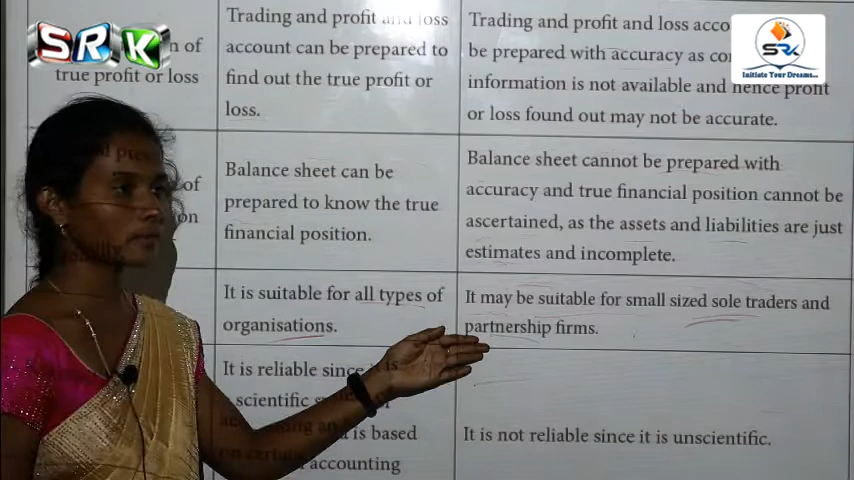 SRK
SRK
Initiate Your Dreams...
n of
true profit or loss
Trading and profit and loss
account can be prepared to
find out the true profit or
loss.
Trading and profit and loss
be prepared with accuracy as
information is not available and hence profit
or loss found out may not be accurate.
of
on
Balance sheet can be
prepared to know the true
financial position.
Balance sheet cannot be prepared with
accuracy and true financial position cannot be
ascertained, as the assets and liabilities are just
estimates and incomplete.
It is suitable for all types of
organisations.
It may be suitable for small sized sole traders and
partnership firms.
It is reliable since it is
scientific
is based
accounting
It is not reliable since it is unscientific.